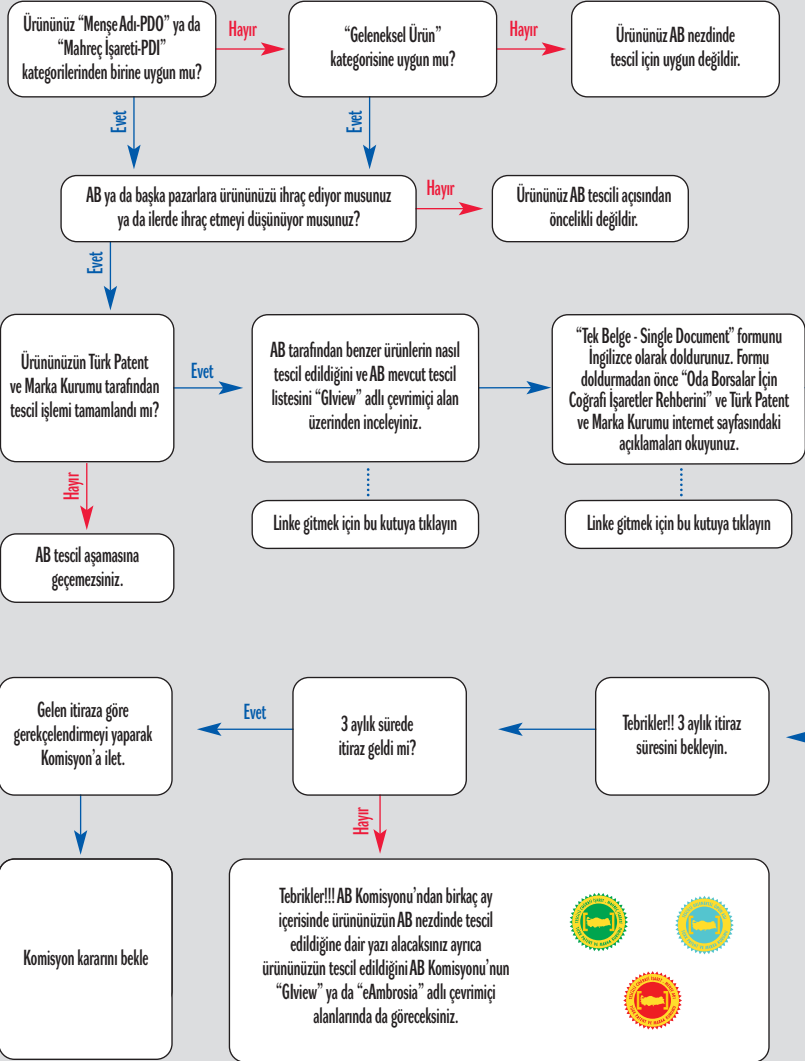 Ürününüz “Menşe Adı-PDO” ya da
“Mahreç İşareti-PDI”
kategorilerinden birine uygun mu?
Hayır
“Geleneksel Ürün”
kategorisine uygun mu?
Hayır
Ürününüz AB nezdinde
tescil için uygun değildir.
Evet
Evet
AB ya da başka pazarlara ürününüzü ihraç ediyor musunuz
ya da ilerde ihraç etmeyi düşünüyor musunuz?
Hayır
Ürününüz AB tescili açısından
öncelikli değildir.
Evet
Ürününüzün Türk Patent
ve Marka Kurumu tarafından
tescil işlemi tamamlandı mı?
Evet
AB tarafından benzer ürünlerin nasıl
tescil edildiğini ve AB mevcut tescil
listesini “GIview” adlı çevrimiçi alan
üzerinden inceleyiniz.
“Tek Belge - Single Document” formunu
İngilizce olarak doldurunuz. Formu
doldurmadan önce “Oda Borsalar İçin
Coğrafi İşaretler Rehberini” ve Türk Patent
ve Marka Kurumu internet sayfasındaki
açıklamaları okuyunuz.
Hayır
Linke gitmek için bu kutuya tıklayın
Linke gitmek için bu kutuya tıklayın
AB tescil aşamasına
geçemezsiniz.
Tebrikler!! 3 aylık itiraz
süresini bekleyin.
3 aylık sürede
itiraz geldi mi?
Evet
Gelen itiraza göre
gerekçelendirmeyi yaparak
Komisyon’a ilet.
Hayır
Komisyon kararını bekle
Tebrikler!!! AB Komisyonu’ndan birkaç ay
içerisinde ürününüzün AB nezdinde tescil
edildiğine dair yazı alacaksınız ayrıca
ürününüzün tescil edildiğini AB Komisyonu’nun
“GIview” ya da “eAmbrosia” adlı çevrimiçi
alanlarında da göreceksiniz.